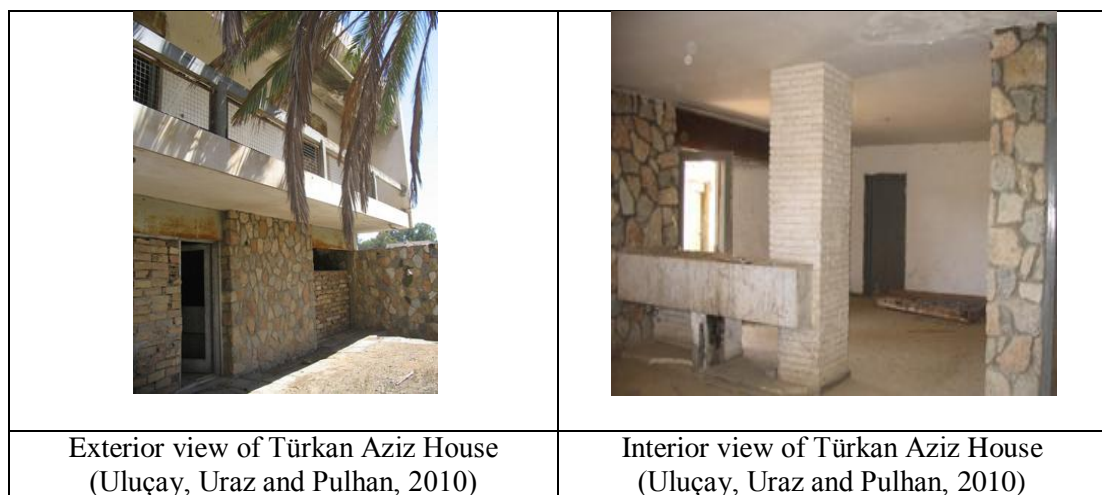 Exterior view of Türkan Aziz House
(Uluçay, Uraz and Pulhan, 2010)
Interior view of Türkan Aziz House
(Uluçay, Uraz and Pulhan, 2010)